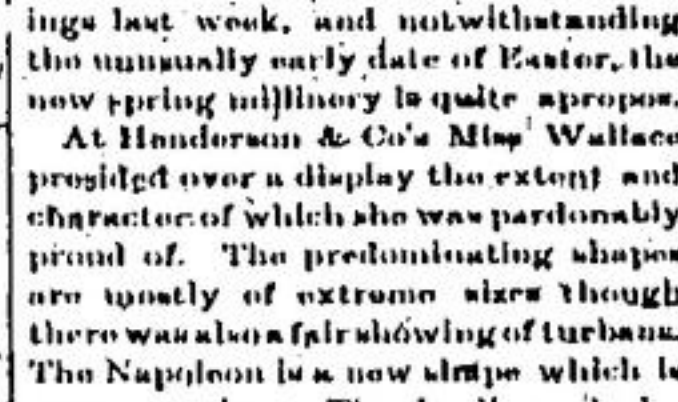 ings last week, and notwithstanding
the unusually early date of Easter, the
new spring millinery is quite apropos.
At Henderson & Co's Miss Wallace
presided over a display the extent and
character of which she was pardonably
proud of. The predominating shapes
are mostly of extreme sizes though
there was also a fair showing of turbans.
The Napoleon is a new shape which is